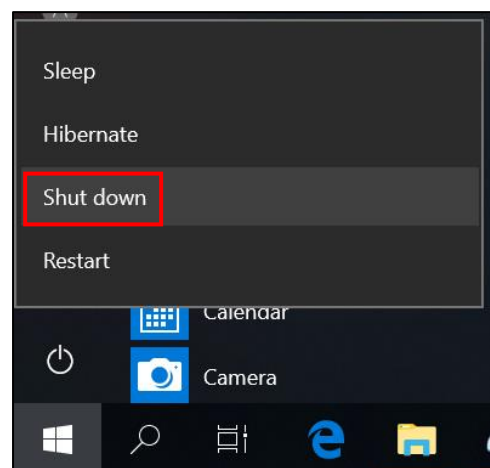 Sleep
Hibernate
Shut down
Restart
Calendar
Camera